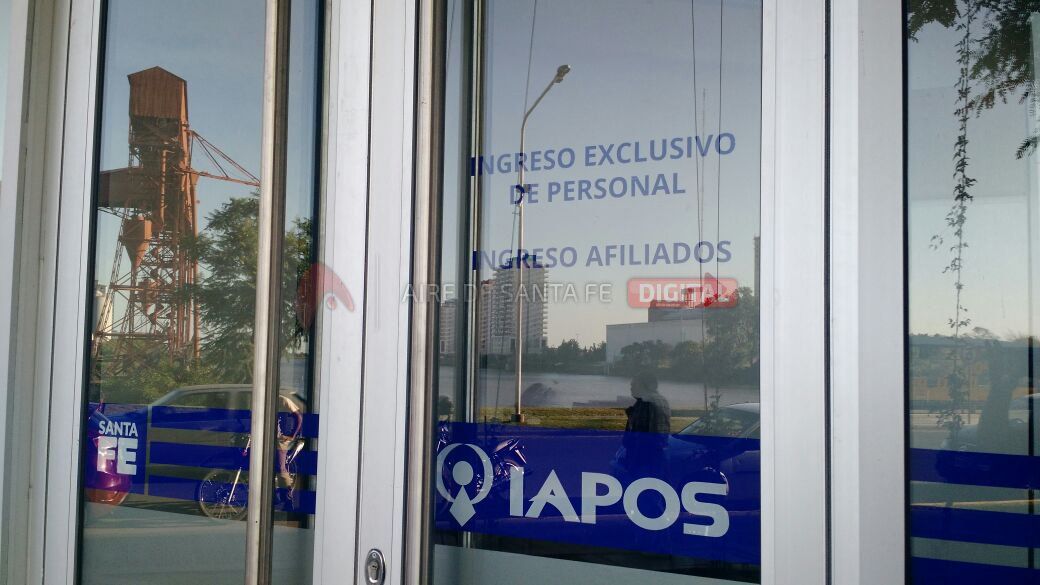 INGRESO EXCLUSIVO
DE PERSONAL
INGRESO AFILIADOS
AIRE DE SANTA FE DIGITAL
SANTA
FE
IAPOS